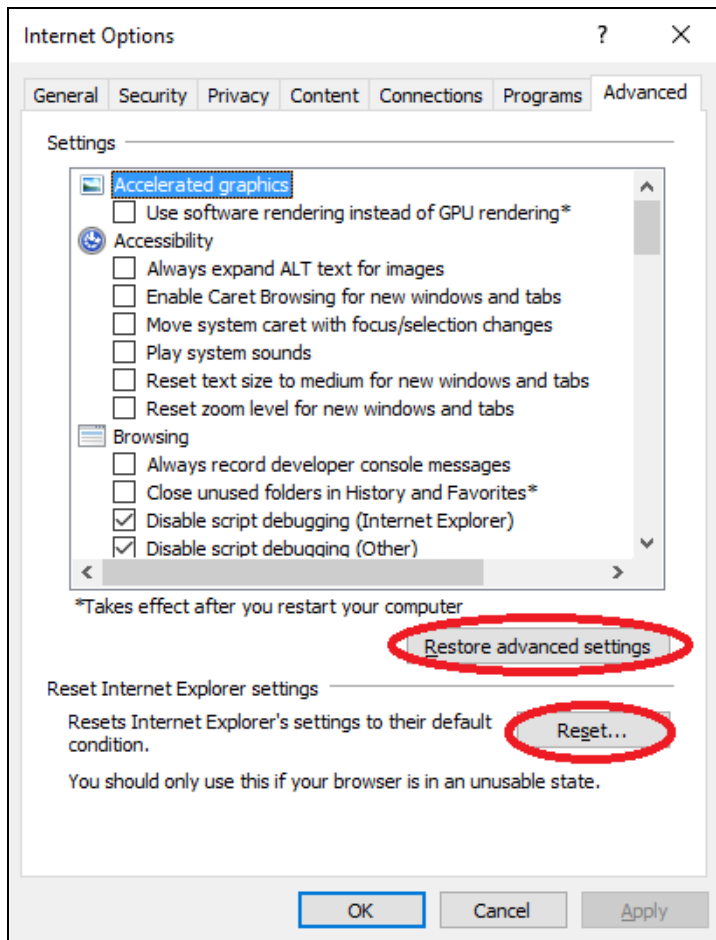 Internet Options ?
General Security Privacy Content Connections Programs Advanced
Settings
Accelerated graphics
Use software rendering instead of GPU rendering*
Accessibility
Always expand ALT text for images
Enable Caret Browsing for new windows and tabs
Move system caret with focus/selection changes
Play system sounds
Reset text size to medium for new windows and tabs
Reset zoom level for new windows and tabs
Browsing
Always record developer console messages
Close unused folders in History and Favorites*
Disable script debugging (Internet Explorer)
Disable script debugging (Other)
*Takes effect after you restart your computer
Restore advanced settings
Reset Internet Explorer settings
Resets Internet Explorer's settings to their default
condition.
Reset...
You should only use this if your browser is in an unusable state.
OK Cancel Apply